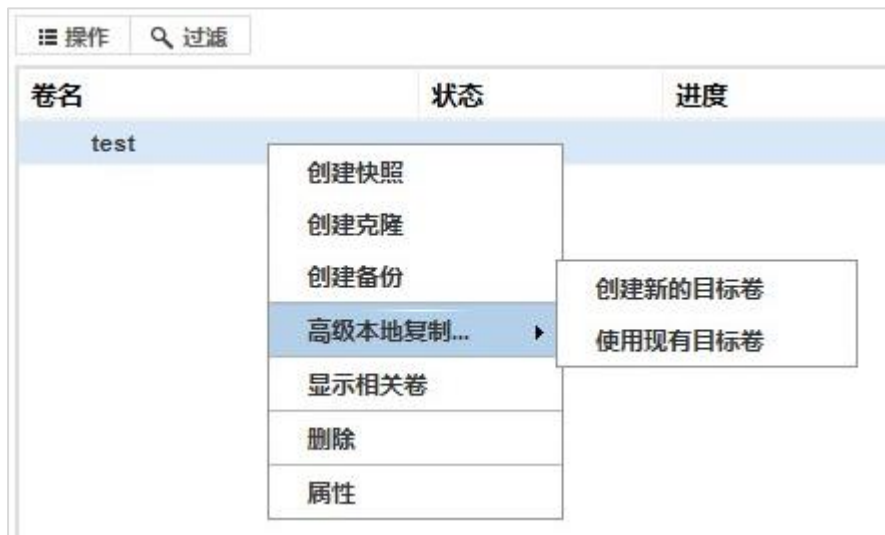 操作 过滤
卷名 状态 进度
test
创建快照
创建克隆
创建备份
高级本地复制...
创建新的目标卷
使用现有目标卷
显示相关卷
删除
属性